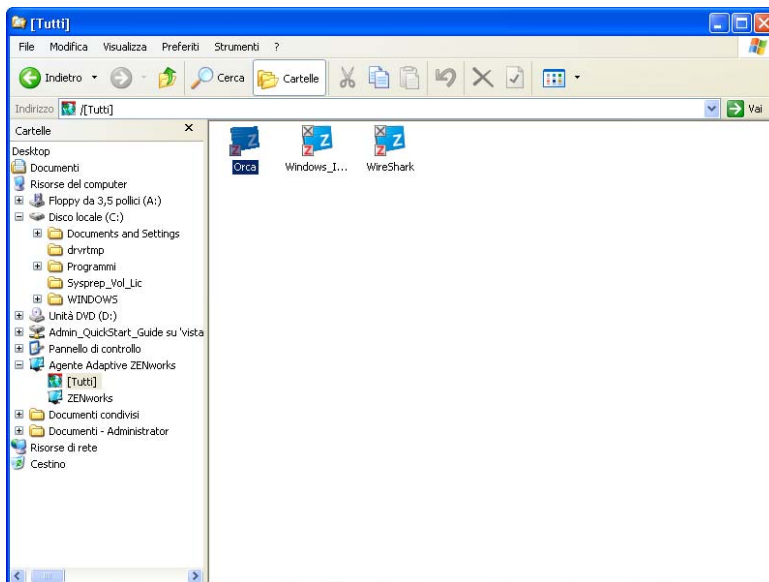 [Tutti]
File Modifica Visualizza Preferiti Strumenti ?
Indietro Cerca Cartelle
Indirizzo /[Tutti] Vai
Cartelle
Desktop
Documenti
Risorse del computer
Floppy da 3,5 pollici (A:)
Disco locale (C:)
Documents and Settings
drvrtmp
Programmi
Sysprep_Vol_Lic
WINDOWS
Unità DVD (D:)
Admin_QuickStart_Guide su 'vista
Pannello di controllo
Agente Adaptive ZENworks
[Tutti]
ZENworks
Documenti condivisi
Documenti - Administrator
Risorse di rete
Cestino
Orca Windows_I... WireShark